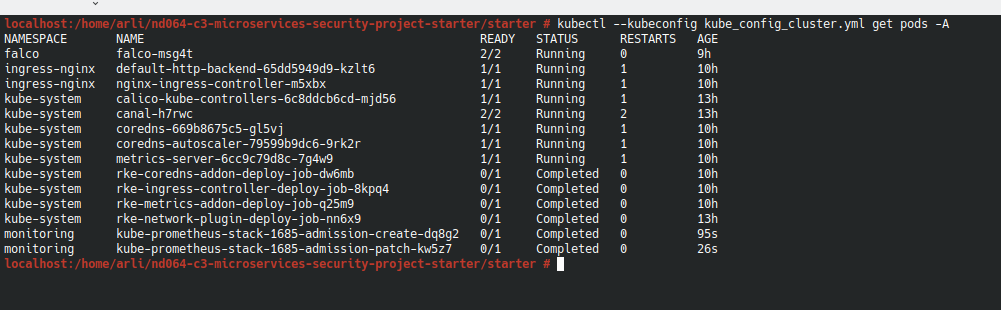 localhost:/home/arli/nd064-c3-microservices-security-project-starter/starter # kubectl --kubeconfig kube_config_cluster.yml get pods -A
NAMESPACE NAME READY STATUS RESTARTS AGE
falco falco-msg4t 2/2 Running 0 9h
ingress-nginx default-http-backend-65dd5949d9-kzlt6 1/1 Running 1 10h
ingress-nginx nginx-ingress-controller-m5xbx 1/1 Running 1 10h
kube-system calico-kube-controllers-6c8ddcb6cd-mjd56 1/1 Running 1 13h
kube-system canal-h7rwc 2/2 Running 2 13h
kube-system coredns-669b8675c5-gl5vj 1/1 Running 1 10h
kube-system coredns-autoscaler-79599b9dc6-9rk2r 1/1 Running 1 10h
kube-system metrics-server-6cc9c79d8c-7g4w9 1/1 Running 1 10h
kube-system rke-coredns-addon-deploy-job-dw6mb 0/1 Completed 0 10h
kube-system rke-ingress-controller-deploy-job-8kpq4 0/1 Completed 0 10h
kube-system rke-metrics-addon-deploy-job-q25m9 0/1 Completed 0 10h
kube-system rke-network-plugin-deploy-job-nn6x9 0/1 Completed 0 13h
monitoring kube-prometheus-stack-1685-admission-create-dq8g2 0/1 Completed 0 95s
monitoring kube-prometheus-stack-1685-admission-patch-kw5z7 0/1 Completed 0 26s
localhost:/home/arli/nd064-c3-microservices-security-project-starter/starter #